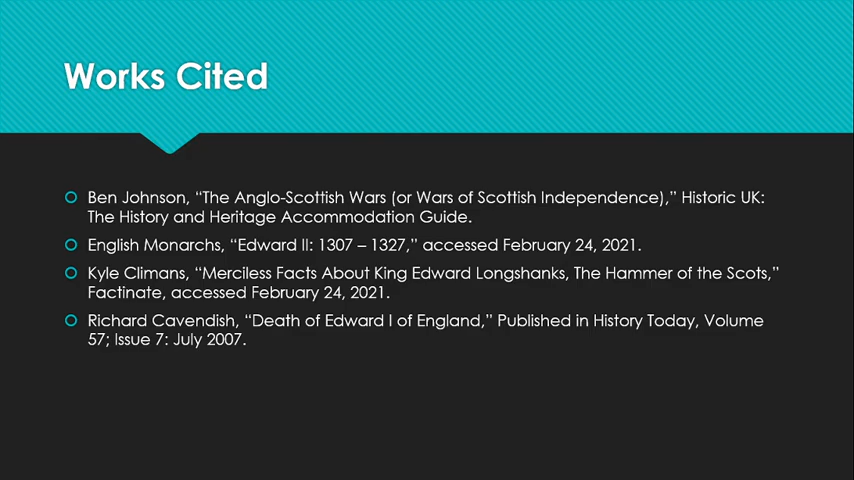 Works Cited
Ben Johnson, “The Anglo-Scottish Wars (or Wars of Scottish Independence),” Historic UK:
The History and Heritage Accommodation Guide.
English Monarchs, “Edward II: 1307 – 1327,” accessed February 24, 2021.
Kyle Climans, “Merciless Facts About King Edward Longshanks, The Hammer of the Scots,”
Factinate, accessed February 24, 2021.
Richard Cavendish, “Death of Edward I of England,” Published in History Today, Volume
57; Issue 7: July 2007.